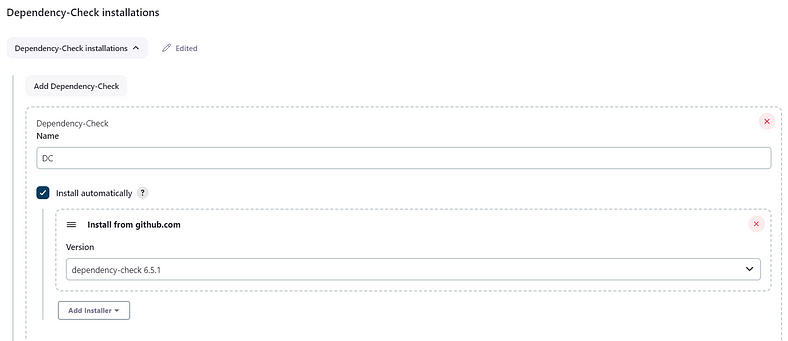 Dependency-Check installations
Dependency-Check installations
Edited
Add Dependency-Check
Dependency-Check
Name
DC
Install automatically ?
Install from github.com
Version
dependency-check 6.5.1
Add Installer